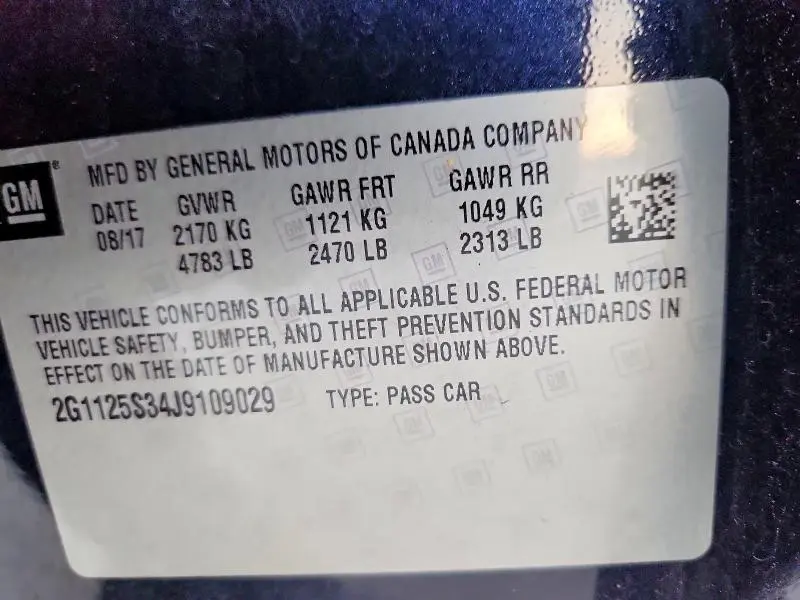 GM ®
MFD BY GENERAL MOTORS OF CANADA COMPANY
DATE GVWR GAWR FRT GAWR RR
08/17 2170 KG 1121 KG 1049 KG
4783 LB 2470 LB 2313 LB
THIS VEHICLE CONFORMS TO ALL APPLICABLE U.S. FEDERAL MOTOR
VEHICLE SAFETY, BUMPER, AND THEFT PREVENTION STANDARDS IN
EFFECT ON THE DATE OF MANUFACTURE SHOWN ABOVE.
2G1125S34J9109029 TYPE: PASS CAR